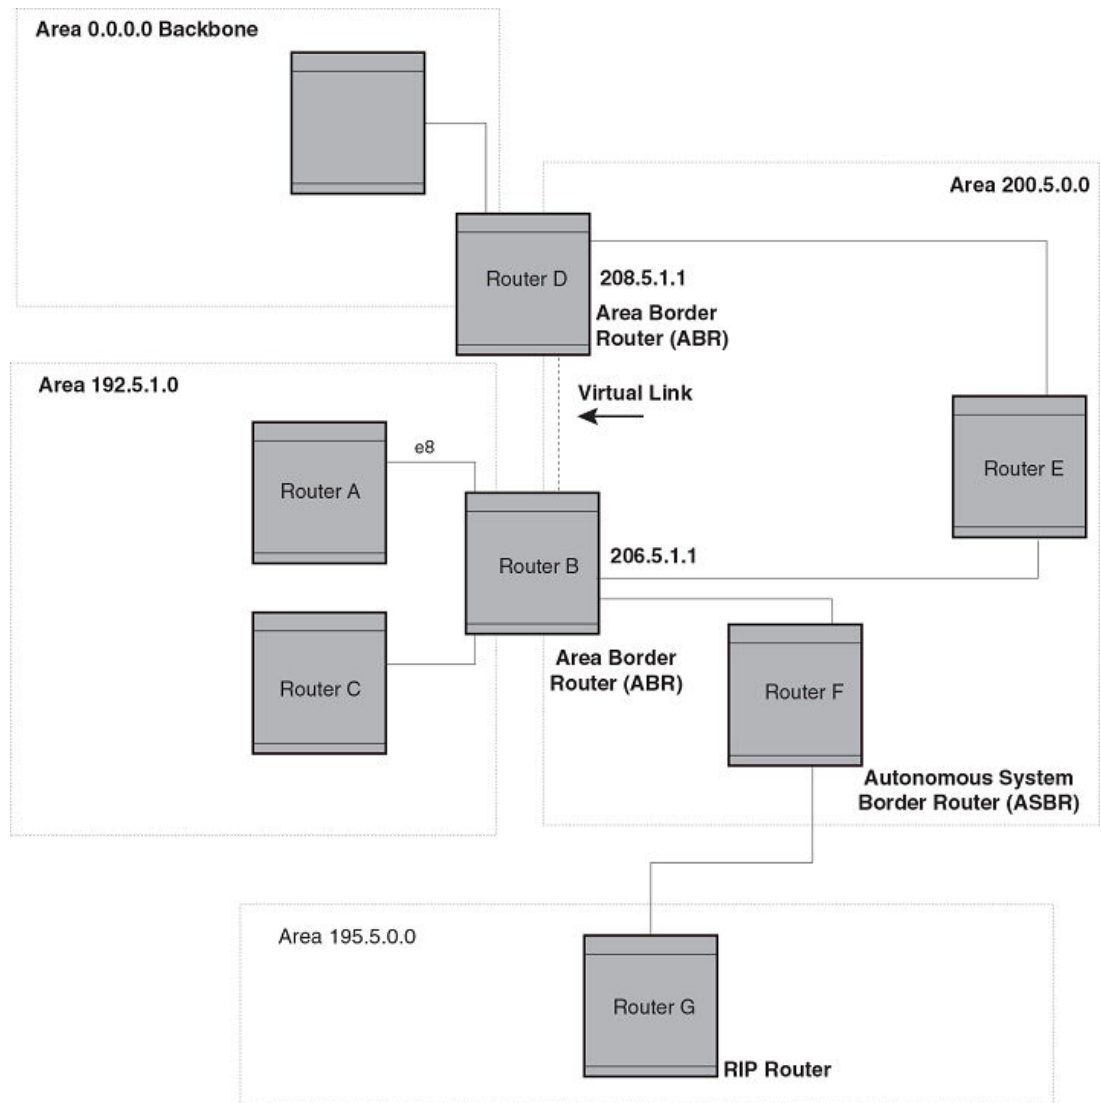 Area 0.0.0.0 Backbone
Area 200.5.0.0
Router D
208.5.1.1
Area Border
Router (ABR)
Area 192.5.1.0
Virtual Link
e8
Router A
Router E
Router B
206.5.1.1
Area Border
Router (ABR)
Router C
Router F
Autonomous System
Border Router (ASBR)
Area 195.5.0.0
Router G
RIP Router